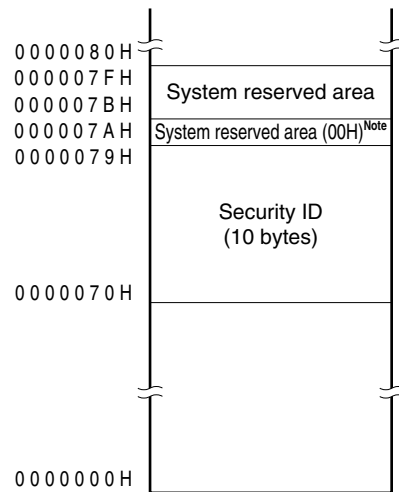 0000080H
000007FH
System reserved area
000007BH
000007AH System reserved area (00H)Note
0000079H
Security ID
(10 bytes)
0000070H
0000000H